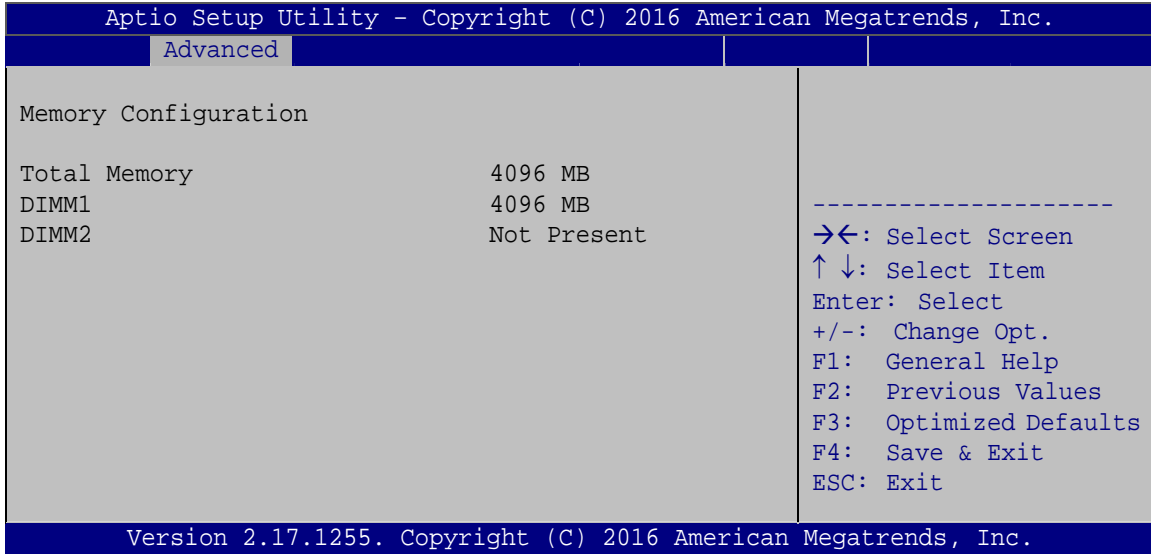 Aptio Setup Utility – Copyright (C) 2016 American Megatrends, Inc.
Advanced
Memory Configuration
Total Memory 4096 MB
DIMM1 4096 MB
DIMM2 Not Present
----------------------
→←: Select Screen
↑ ↓: Select Item
Enter: Select
+/-: Change Opt.
F1: General Help
F2: Previous Values
F3: Optimized Defaults
F4: Save & Exit
ESC: Exit
Version 2.17.1255. Copyright (C) 2016 American Megatrends, Inc.